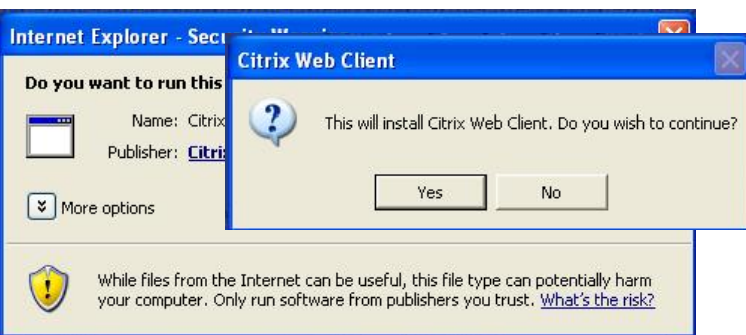 Internet Explorer - Secu
Citrix Web Client
Do you want to run this
Name: Citrix
Publisher: Citri
This will install Citrix Web Client. Do you wish to continue?
Yes
No
More options
While files from the Internet can be useful, this file type can potentially harm
your computer. Only run software from publishers you trust. What's the risk?